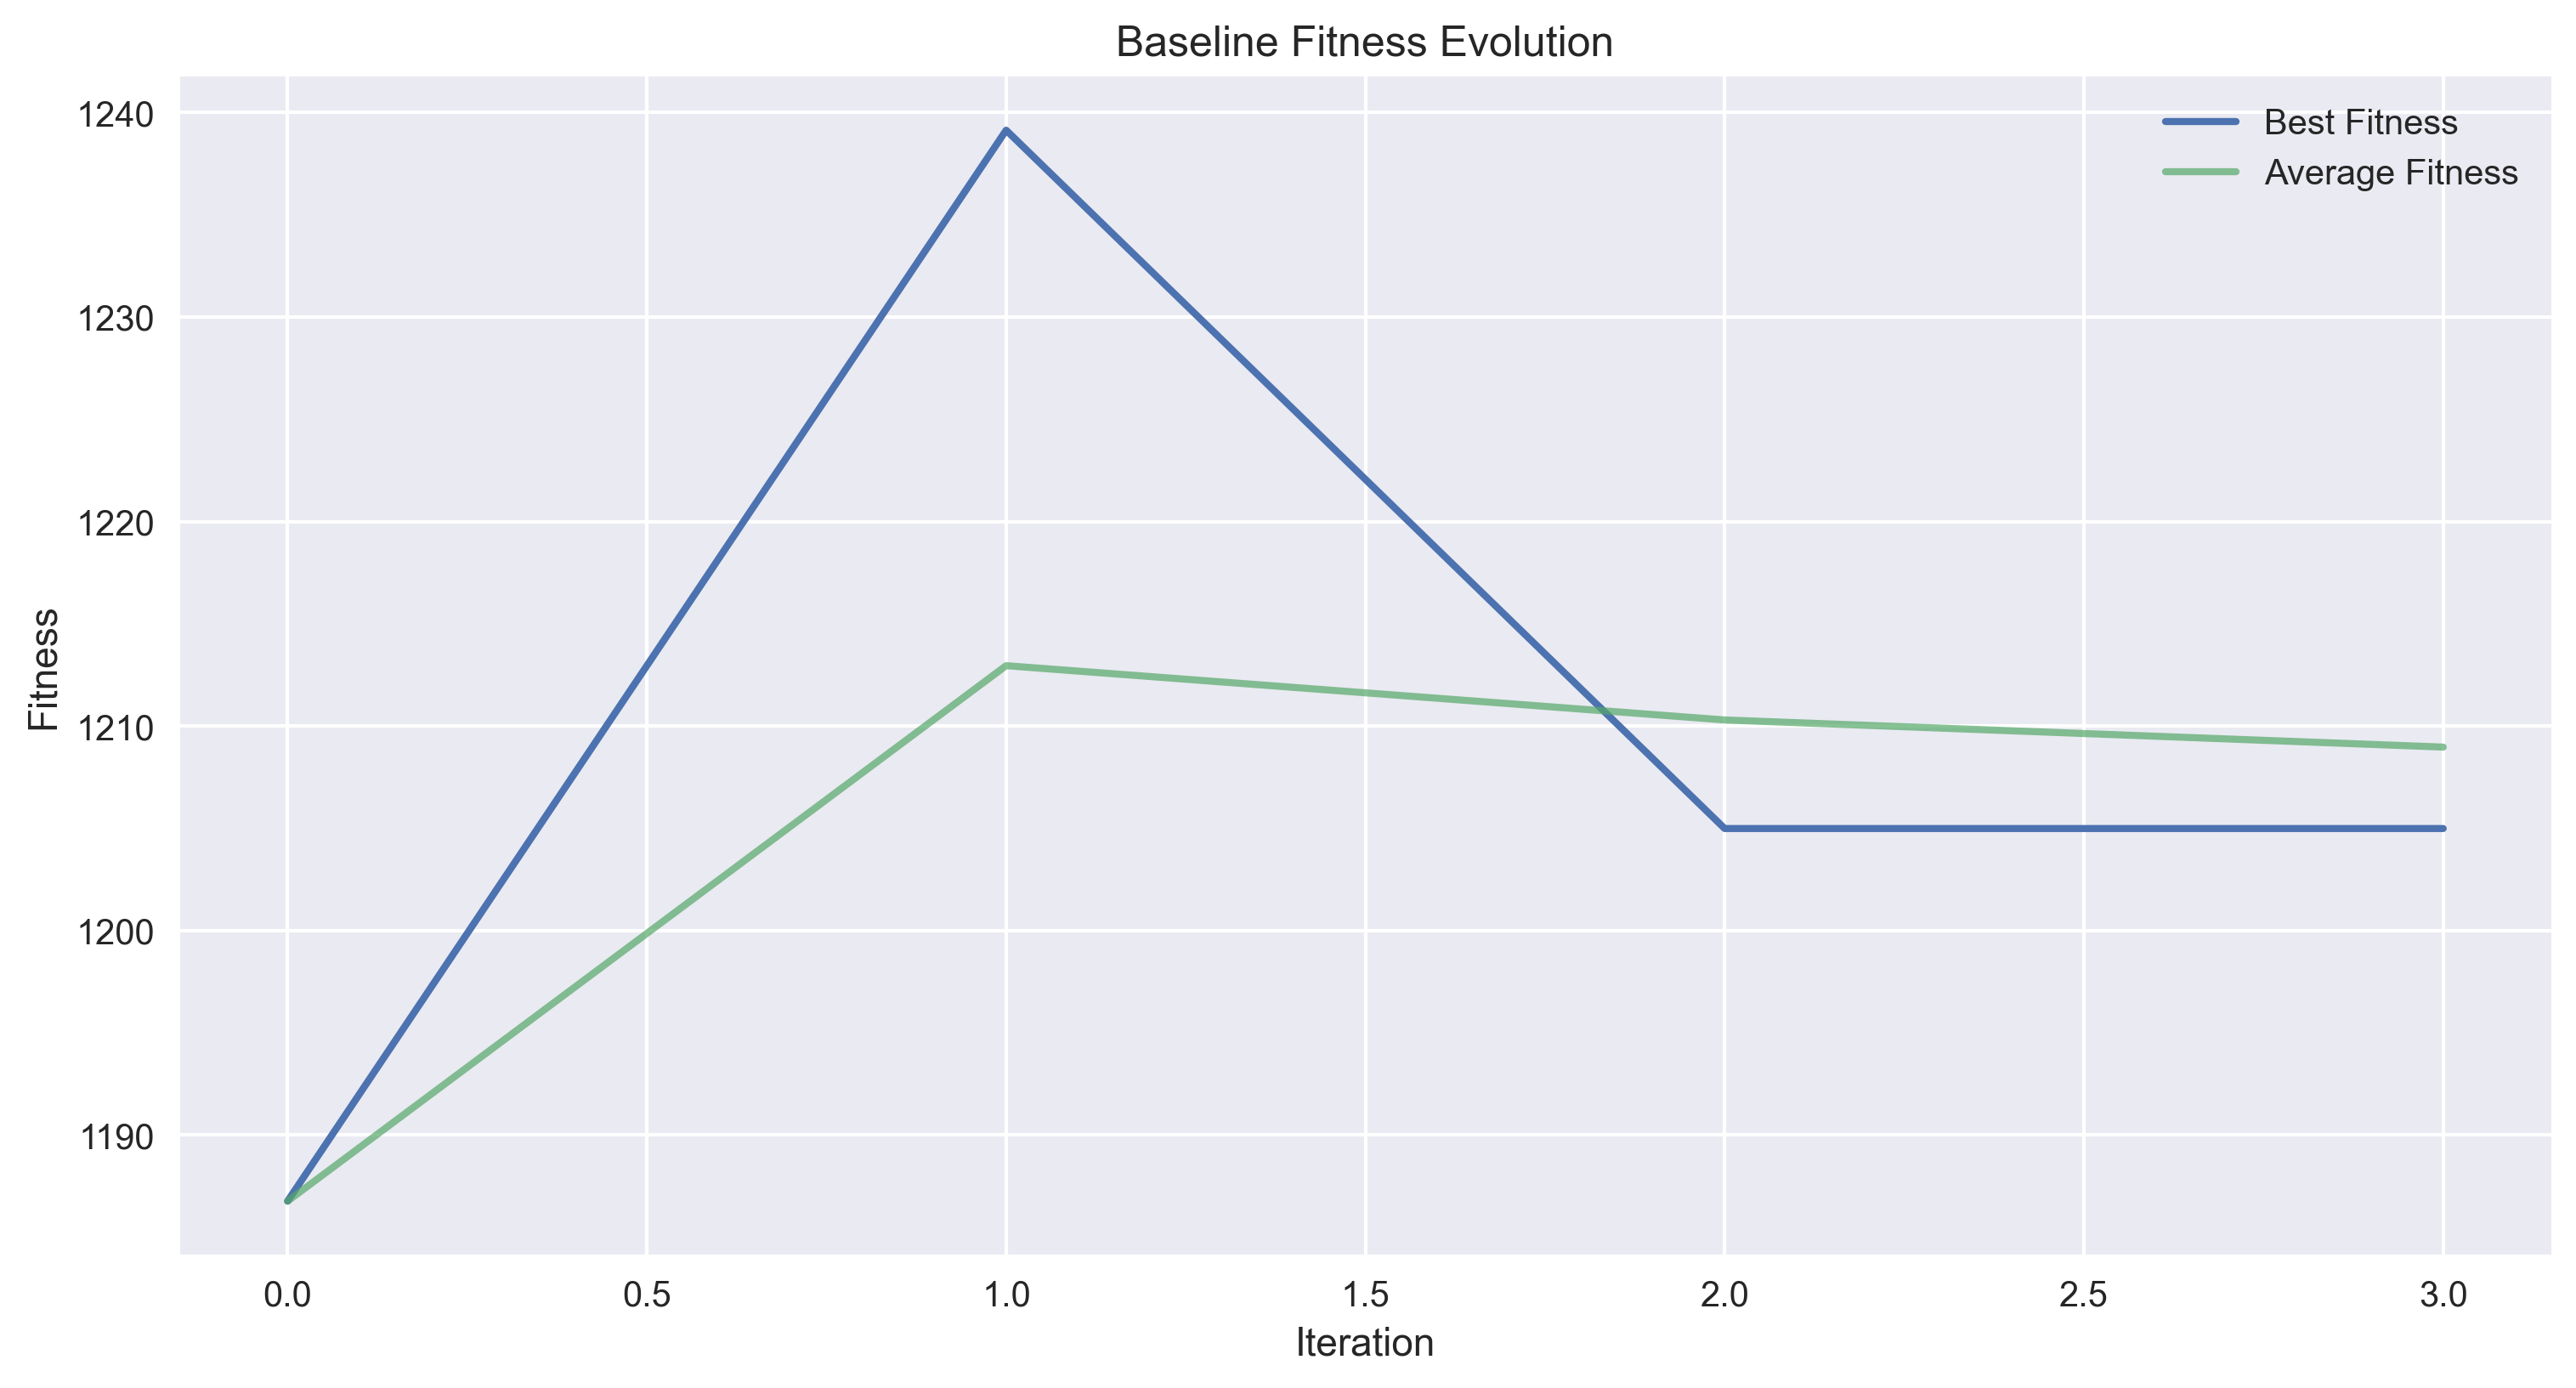 Baseline Fitness Evolution
Best Fitness
Average Fitness
1240
1230
1220
1210
1200
1190
Fitness
0.0 0.5 1.0 1.5 2.0 2.5 3.0
Iteration